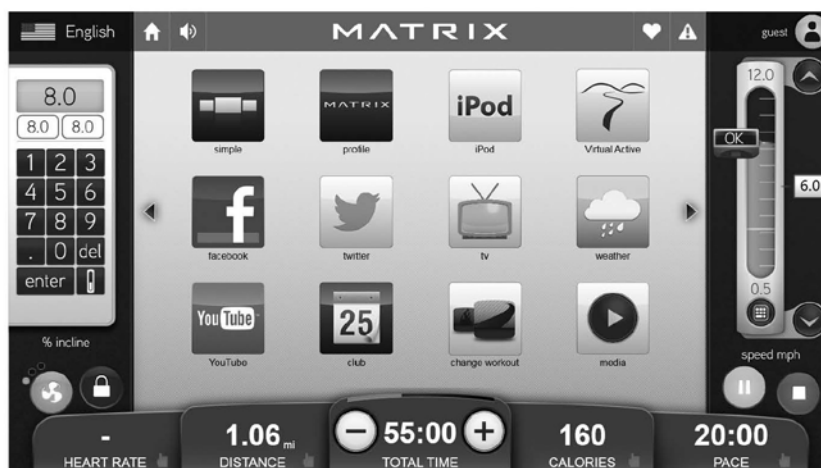 English
MATRIX
guest
8.0
8.0 8.0
1 2 3
4 5 6
7 8 9
. 0 del
enter
% incline
simple
MATRIX
profile
iPod
iPod
Virtual Active
f
facebook
twitter
tv
weather
You Tube
YouTube
25
club
change workout
media
12.0
OK
6.0
0.5
speed mph
-
HEART RATE
1.06 mi
DISTANCE
− 55:00 +
TOTAL TIME
160
CALORIES
20:00
PACE